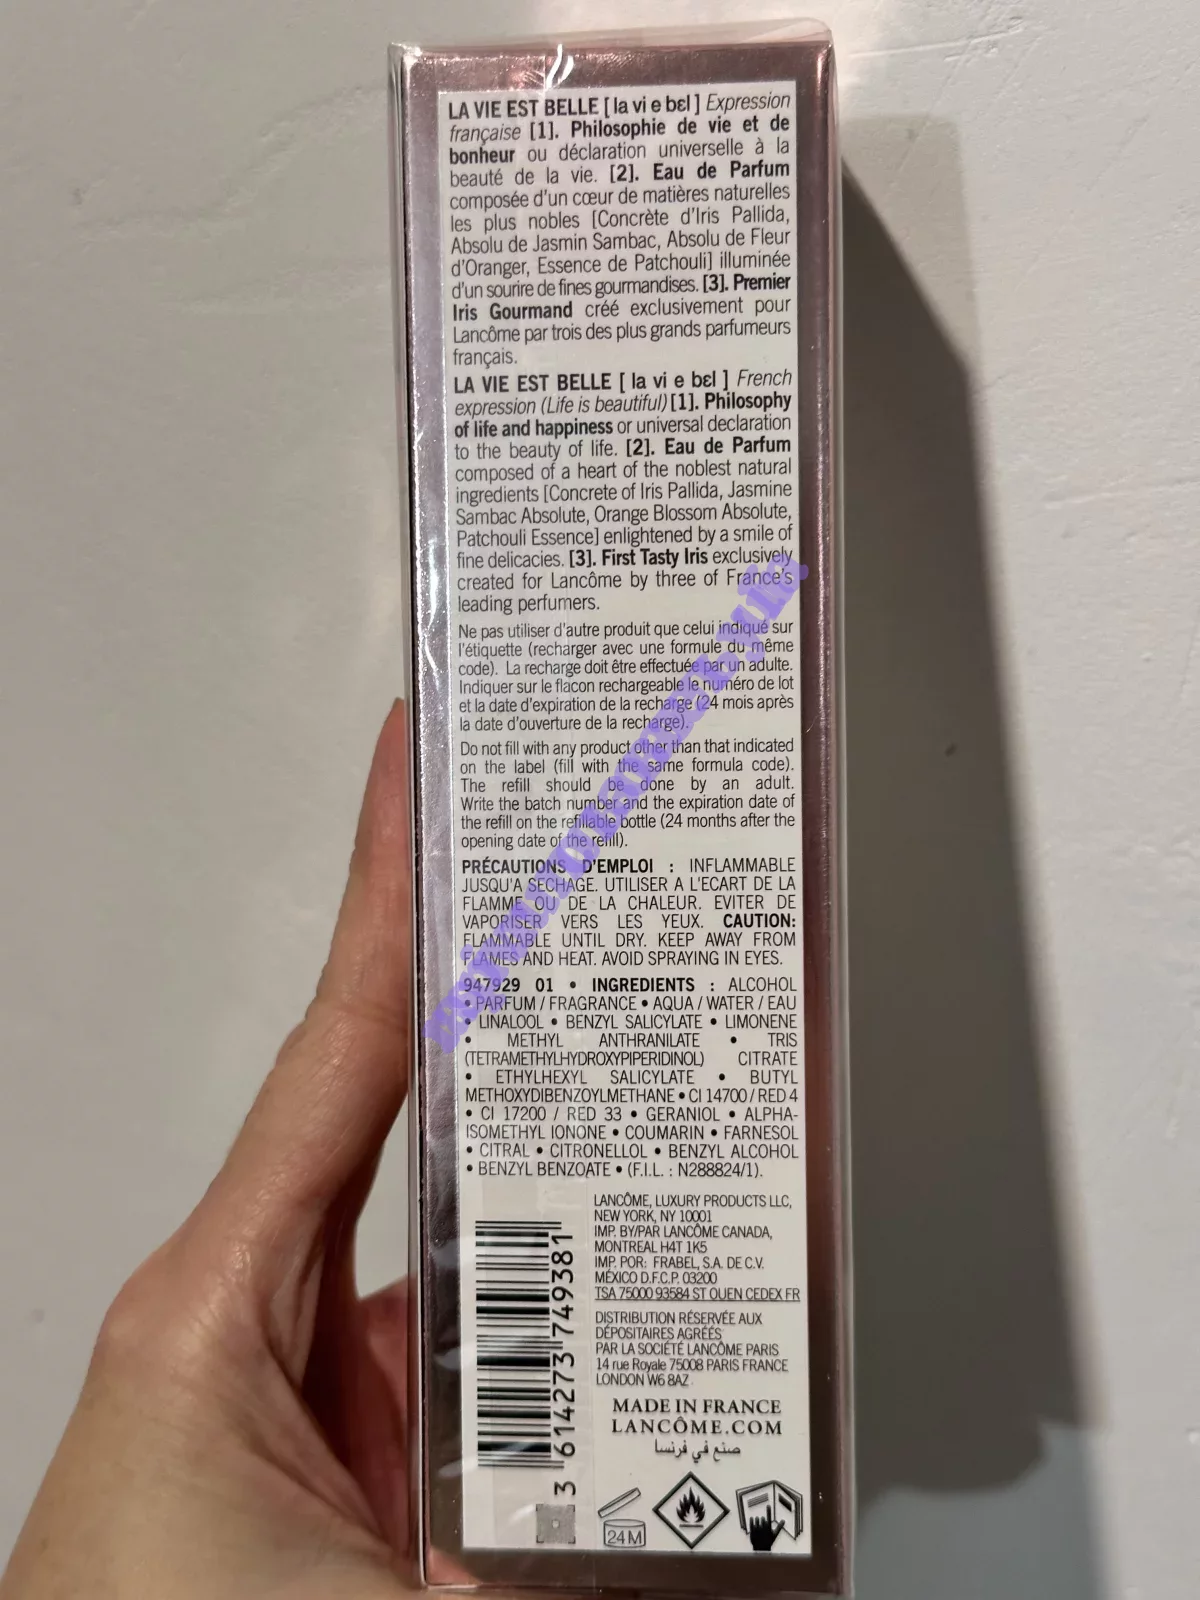 LA VIE EST BELLE [ la vi e bɛl ] Expression
française [1]. Philosophie de vie et de
bonheur ou déclaration universelle à la
beauté de la vie. [2]. Eau de Parfum
composée d'un cœur de matières naturelles
les plus nobles [Concrète d'Iris Pallida,
Absolu de Jasmin Sambac, Absolu de Fleur
d'Oranger, Essence de Patchouli] illuminée
d'un sourire de fines gourmandises. [3]. Premier
Iris Gourmand créé exclusivement pour
Lancôme par trois des plus grands parfumeurs
français.
LA VIE EST BELLE [ la vi e bɛl ] French
expression (Life is beautiful) [1]. Philosophy
of life and happiness or universal declaration
to the beauty of life. [2]. Eau de Parfum
composed of a heart of the noblest natural
ingredients [Concrete of Iris Pallida, Jasmine
Sambac Absolute, Orange Blossom Absolute,
Patchouli Essence] enlightened by a smile of
fine delicacies. [3]. First Tasty Iris exclusively
created for Lancôme by three of France's
leading perfumers.
Ne pas utiliser d'autre produit que celui indiqué sur
l'étiquette (recharger avec une formule du même
code). La recharge doit être effectuée par un adulte.
Indiquer sur le flacon rechargeable le numéro de lot
et la date d'expiration de la recharge (24 mois après
la date d'ouverture de la recharge).
Do not fill with any product other than that indicated
on the label (fill with the same formula code).
The refill should be done by an adult.
Write the batch number and the expiration date of
the refill on the refillable bottle (24 months after the
opening date of the refill).
PRÉCAUTIONS D'EMPLOI : INFLAMMABLE
JUSQU'A SECHAGE. UTILISER A L'ECART DE LA
FLAMME OU DE LA CHALEUR. EVITER DE
VAPORISER VERS LES YEUX. CAUTION:
FLAMMABLE UNTIL DRY. KEEP AWAY FROM
FLAMES AND HEAT. AVOID SPRAYING IN EYES.
947929 01 • INGREDIENTS : ALCOHOL
• PARFUM / FRAGRANCE • AQUA / WATER / EAU
• LINALOOL • BENZYL SALICYLATE • LIMONENE
• METHYL ANTHRANILATE • TRIS
(TETRAMETHYLHYDROXYPIPERIDINOL) CITRATE
• ETHYLHEXYL SALICYLATE • BUTYL
METHOXYDIBENZOYLMETHANE • CI 14700 / RED 4
• CI 17200 / RED 33 • GERANIOL • ALPHA-
ISOMETHYL IONONE • COUMARIN • FARNESOL
• CITRAL • CITRONELLOL • BENZYL ALCOHOL
• BENZYL BENZOATE • (F.I.L. : N288824/1).
LANCÔME, LUXURY PRODUCTS LLC,
NEW YORK, NY 10001
IMP. BY/PAR LANCÔME CANADA,
MONTREAL H4T 1K5
IMP. POR: FRABEL, S.A. DE C.V.
MÉXICO D.F.C.P. 03200
TSA 75000 93584 ST OUEN CEDEX FR
DISTRIBUTION RÉSERVÉE AUX
DÉPOSITAIRES AGRÉÉS
PAR LA SOCIÉTÉ LANCÔME PARIS
14 rue Royale 75008 PARIS FRANCE
LONDON W6 8AZ
MADE IN FRANCE
LANCÔME.COM
صنع في فرنسا
3 614273 749381
24 M